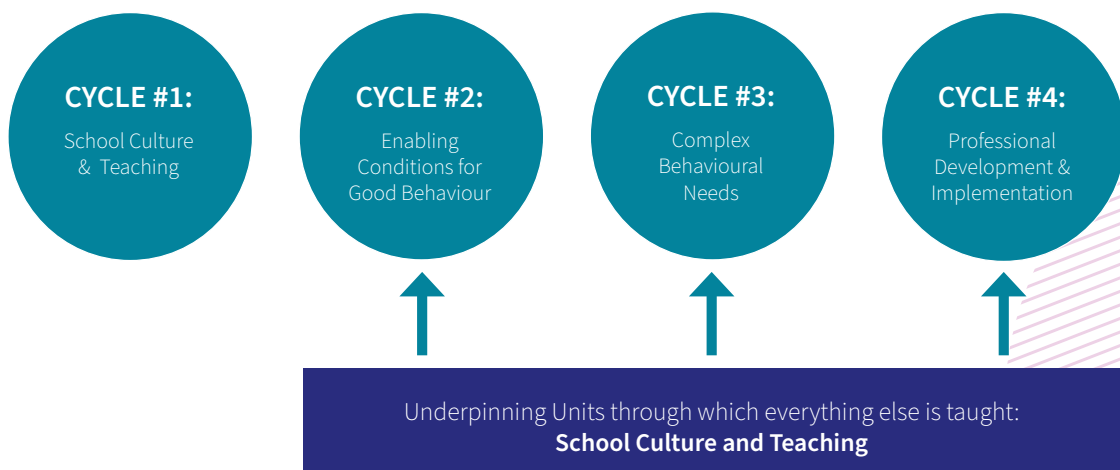 CYCLE #1:
School Culture
& Teaching
CYCLE #2:
Enabling
Conditions for
Good Behaviour
CYCLE #3:
Complex
Behavioural
Needs
CYCLE #4:
Professional
Development &
Implementation
Underpinning Units through which everything else is taught:
School Culture and Teaching